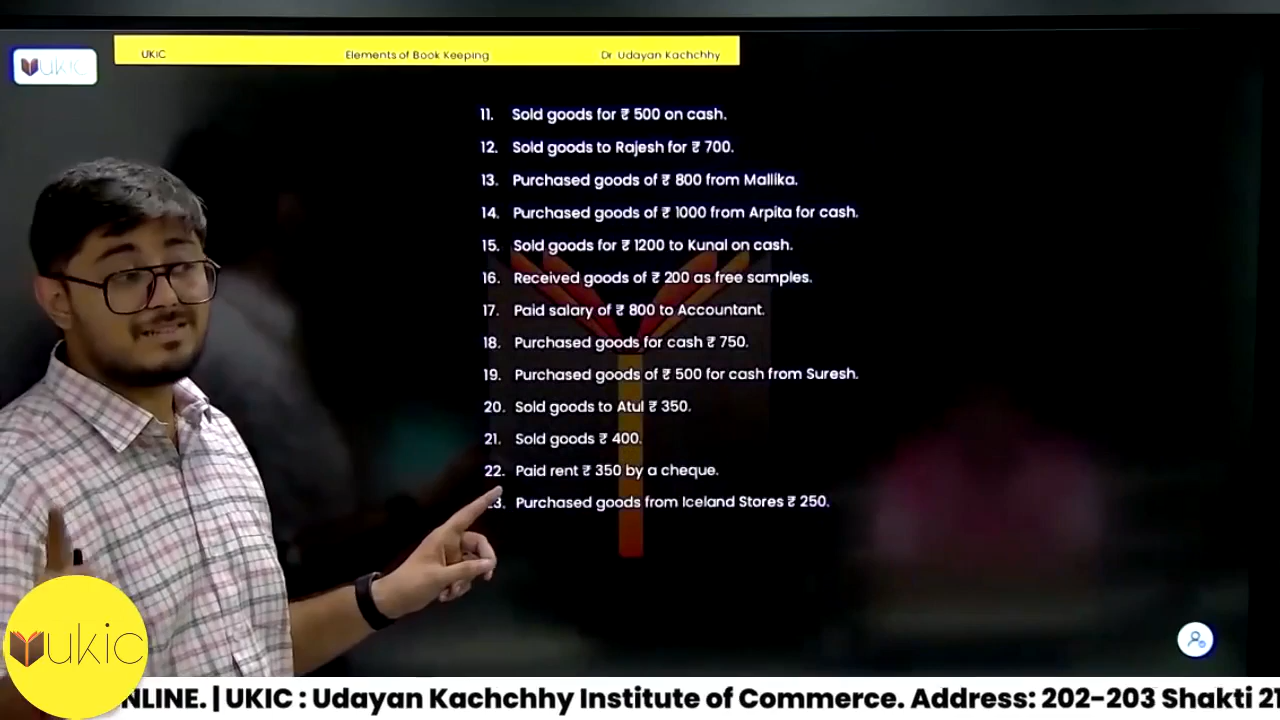 ukic
UKIC Elements of Book Keeping Dr. Udayan Kachchhy
11. Sold goods for ₹ 500 on cash.
12. Sold goods to Rajesh for ₹ 700.
13. Purchased goods of ₹ 800 from Mallika.
14. Purchased goods of ₹ 1000 from Arpita for cash.
15. Sold goods for ₹ 1200 to Kunal on cash.
16. Received goods of ₹ 200 as free samples.
17. Paid salary of ₹ 800 to Accountant.
18. Purchased goods for cash ₹ 750.
19. Purchased goods of ₹ 500 for cash from Suresh.
20. Sold goods to Atul ₹ 350.
21. Sold goods ₹ 400.
22. Paid rent ₹ 350 by a cheque.
23. Purchased goods from Iceland Stores ₹ 250.
ukic
NLINE. | UKIC : Udayan Kachchhy Institute of Commerce. Address: 202-203 Shakti 21